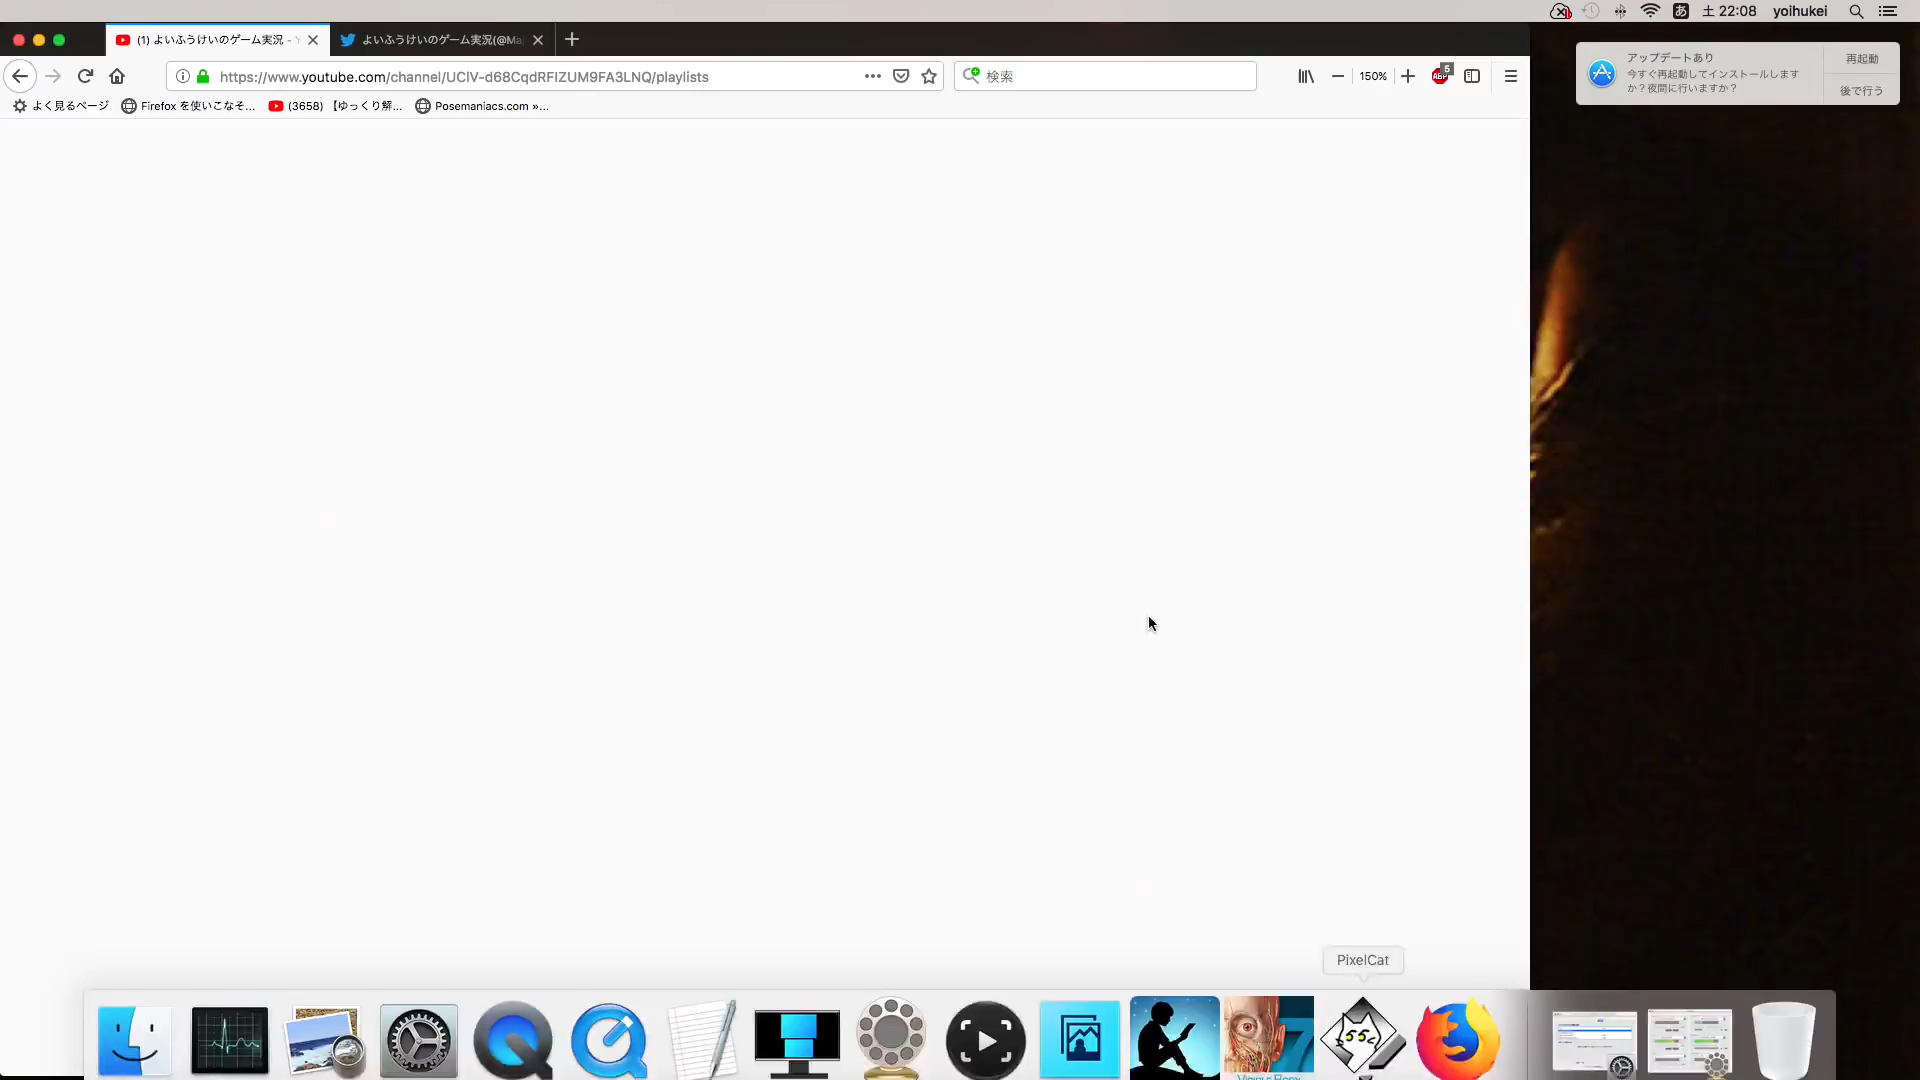 土 22:08 yoihukei
(1) よいふうけいのゲーム実況 -
よいふうけいのゲーム実況(@Ma
アップデートあり
今すぐ再起動してインストールします
か？夜間に行いますか？
再起動
後で行う
https://www.youtube.com/channel/UClV-d68CqdRFIZUM9FA3LNQ/playlists
検索
150%
5
ABP
よく見るページ
Firefox を使いこなそ...
(3658) 【ゆっくり解...
Posemaniacs.com »...
PixelCat